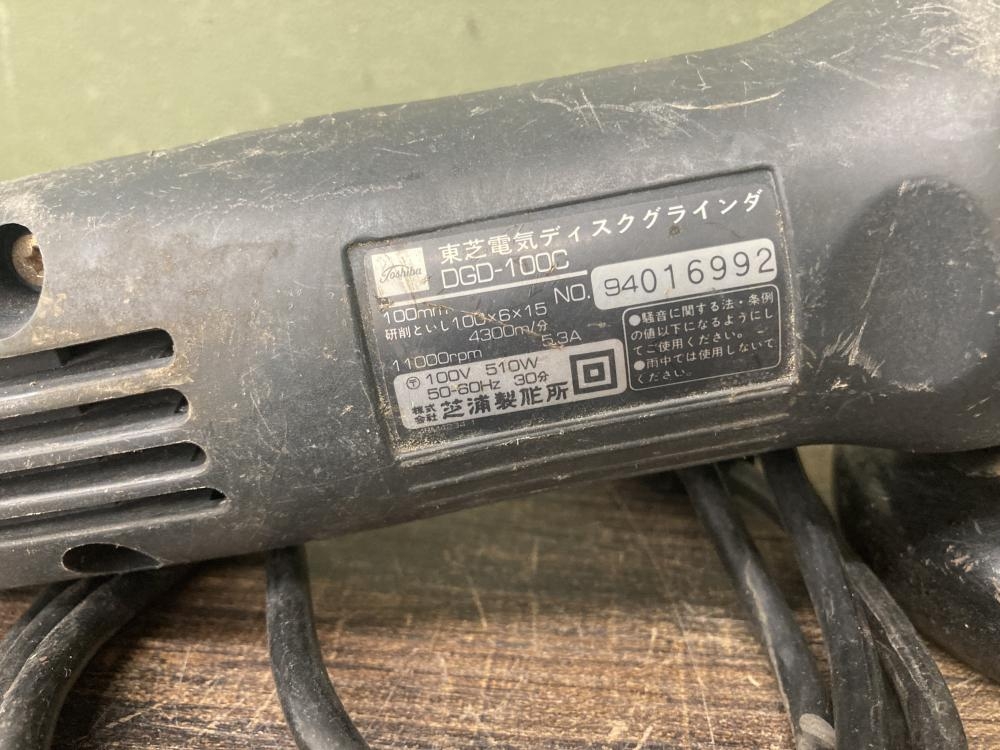 Toshiba
東芝電気ディスクグラインダ
DGD-100C
NO. 94016992
100mm
研削といし100×6×15
4300m/分
11000rpm 5.3A
〒 100V 510W
50-60Hz 30分
株式会社 芝浦製作所
●騒音に関する法・条例
の値以下になるようにし
てご使用ください。
●雨中では使用しないで
ください。